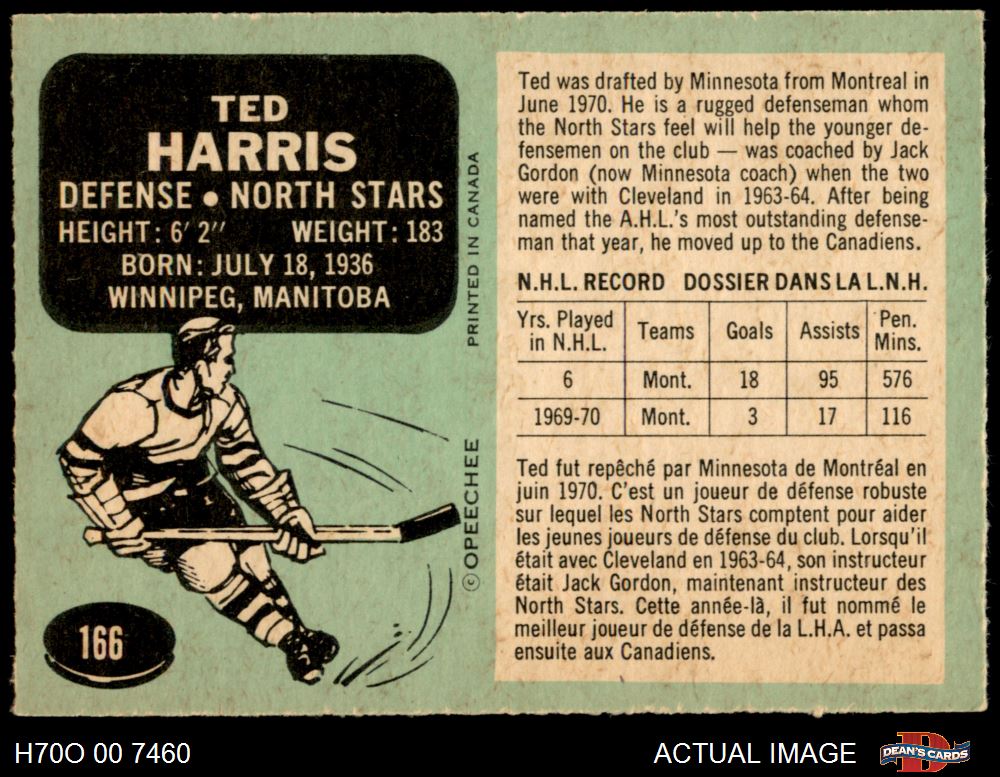 TED
HARRIS
DEFENSE • NORTH STARS
HEIGHT: 6′ 2″ WEIGHT: 183
BORN: JULY 18, 1936
WINNIPEG, MANITOBA
166
PRINTED IN CANADA
© OPEECHEE
Ted was drafted by Minnesota from Montreal in
June 1970. He is a rugged defenseman whom
the North Stars feel will help the younger de-
fensemen on the club — was coached by Jack
Gordon (now Minnesota coach) when the two
were with Cleveland in 1963-64. After being
named the A.H.L.'s most outstanding defense-
man that year, he moved up to the Canadiens.
N.H.L. RECORD DOSSIER DANS LA L.N.H.
Yrs. Played in N.H.L. Teams Goals Assists Pen. Mins.
6 Mont. 18 95 576
1969-70 Mont. 3 17 116
Ted fut repêché par Minnesota de Montréal en
juin 1970. C'est un joueur de défense robuste
sur lequel les North Stars comptent pour aider
les jeunes joueurs de défense du club. Lorsqu'il
était avec Cleveland en 1963-64, son instructeur
était Jack Gordon, maintenant instructeur des
North Stars. Cette année-là, il fut nommé le
meilleur joueur de défense de la L.H.A. et passa
ensuite aux Canadiens.
H70O 00 7460 ACTUAL IMAGE D DEAN'S CARDS